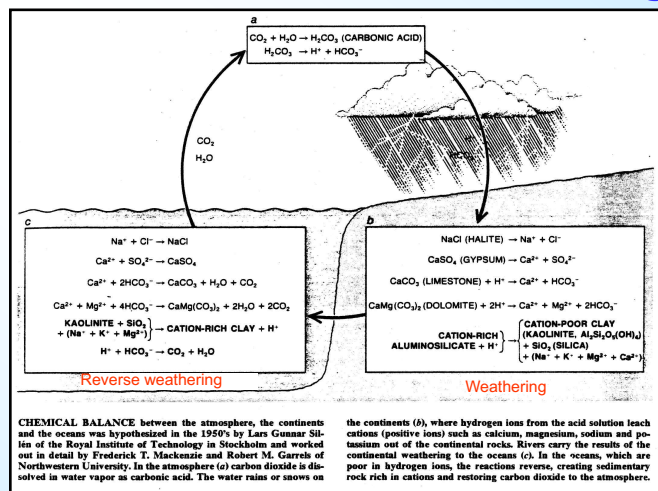 a
CO₂ + H₂O → H₂CO₃ (CARBONIC ACID)
H₂CO₃ → H⁺ + HCO₃⁻
CO₂
H₂O
H⁺
HCO₃⁻
c
Na⁺ + Cl⁻ → NaCl
Ca²⁺ + SO₄²⁻ → CaSO₄
Ca²⁺ + 2HCO₃⁻ → CaCO₃ + H₂O + CO₂
Ca²⁺ + Mg²⁺ + 4HCO₃⁻ → CaMg(CO₃)₂ + 2H₂O + 2CO₂
KAOLINITE + SiO₂
+ (Na⁺ + K⁺ + Mg²⁺) } → CATION-RICH CLAY + H⁺
H⁺ + HCO₃⁻ → CO₂ + H₂O
Reverse weathering
b
NaCl (HALITE) → Na⁺ + Cl⁻
CaSO₄ (GYPSUM) → Ca²⁺ + SO₄²⁻
CaCO₃ (LIMESTONE) + H⁺ → Ca²⁺ + HCO₃⁻
CaMg(CO₃)₂ (DOLOMITE) + 2H⁺ → Ca²⁺ + Mg²⁺ + 2HCO₃⁻
CATION-RICH
ALUMINOSILICATE + H⁺ } →
{ CATION-POOR CLAY
(KAOLINITE, Al₂Si₂O₅(OH)₄)
+ SiO₂ (SILICA)
+ (Na⁺ + K⁺ + Mg²⁺ + Ca²⁺)
Weathering
CHEMICAL BALANCE between the atmosphere, the continents
and the oceans was hypothesized in the 1950's by Lars Gunnar Sil-
lén of the Royal Institute of Technology in Stockholm and worked
out in detail by Frederick T. Mackenzie and Robert M. Garrels of
Northwestern University. In the atmosphere (a) carbon dioxide is dis-
solved in water vapor as carbonic acid. The water rains or snows on
the continents (b), where hydrogen ions from the acid solution leach
cations (positive ions) such as calcium, magnesium, sodium and po-
tassium out of the continental rocks. Rivers carry the results of the
continental weathering to the oceans (c). In the oceans, which are
poor in hydrogen ions, the reactions reverse, creating sedimentary
rock rich in cations and restoring carbon dioxide to the atmosphere.